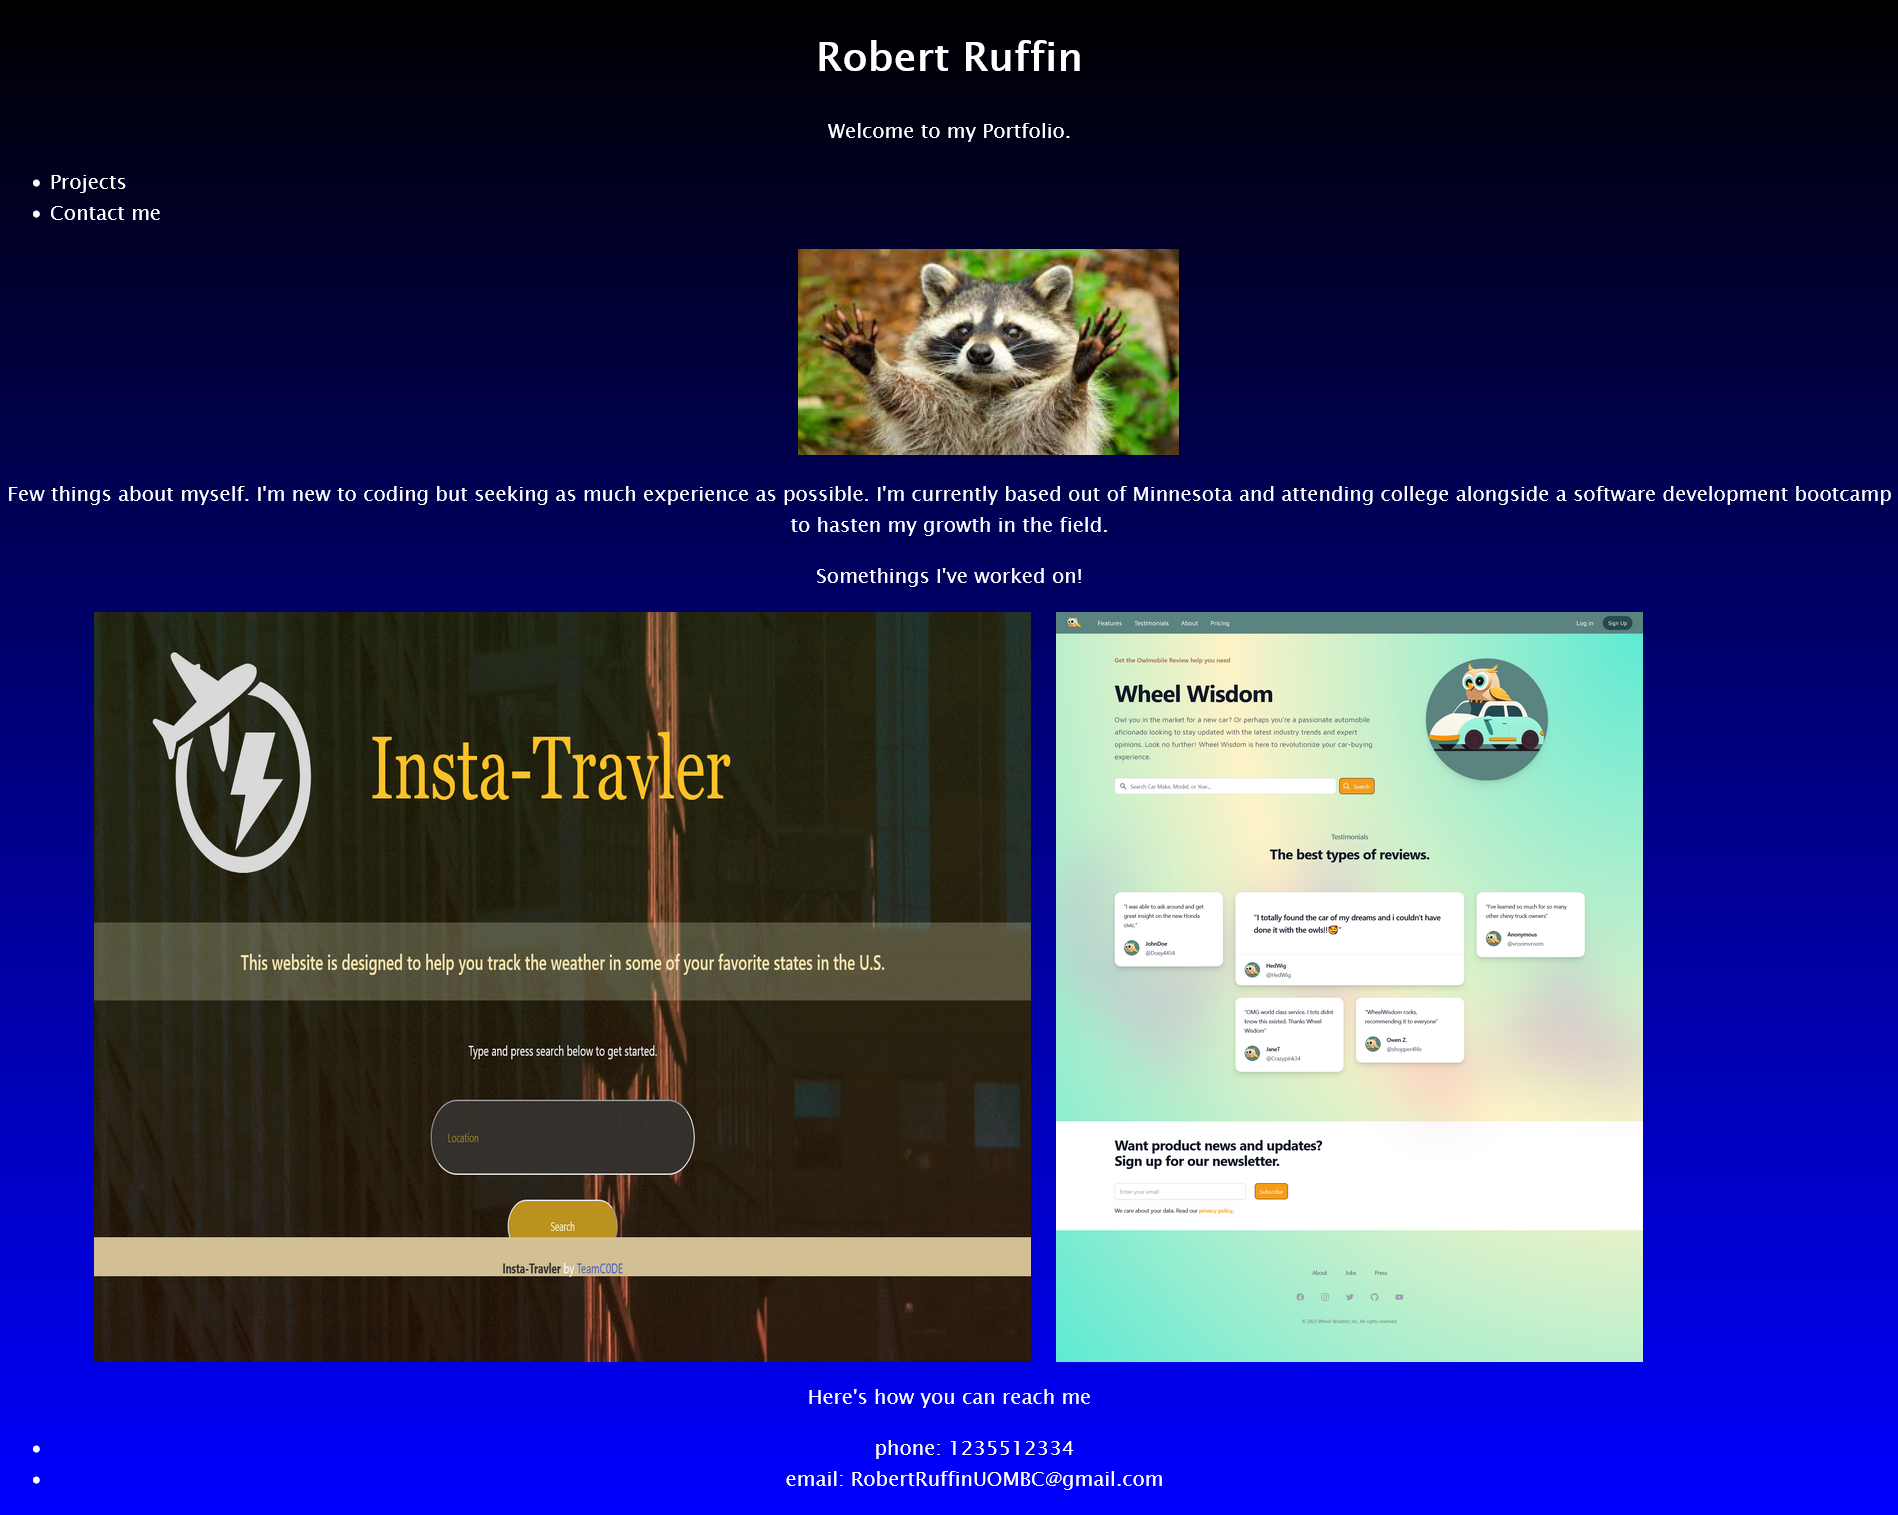 Robert Ruffin
Welcome to my Portfolio.
Projects
Contact me
Few things about myself. I'm new to coding but seeking as much experience as possible. I'm currently based out of Minnesota and attending college alongside a software development bootcamp
to hasten my growth in the field.
Somethings I've worked on!
Insta-Travler
This website is designed to help you track the weather in some of your favorite states in the U.S.
Type and press search below to get started.
Location
Search
Insta-Travler by TeamC0DE
Features Testimonials About Pricing Log in Sign Up
Get the Owlmobile Review help you need
Wheel Wisdom
Owl you in the market for a new car? Or perhaps you're a passionate automobile
aficionado looking to stay updated with the latest industry trends and expert
opinions. Look no further! Wheel Wisdom is here to revolutionize your car-buying
experience.
Search Car Make, Model, or Year... Search
Testimonials
The best types of reviews.
"I was able to ask around and get
great insight on the new Honda
civic."
JohnDoe
@Doey4454
"I totally found the car of my dreams and i couldn't have
done it with the owls!!🥰"
HedWig
@HedWig
"I've learned so much for so many
other chevy truck owners"
Anonymous
@vroomvroom
"OMG world class service. I tots didnt
know this existed. Thanks Wheel
Wisdom"
JaneT
@Crazypink34
"WheelWisdom rocks,
recommending it to everyone"
Owen Z.
@shopper4life
Want product news and updates?
Sign up for our newsletter.
Enter your email Subscribe
We care about your data. Read our privacy policy.
About Jobs Press
© 2023 Wheel Wisdom, Inc. All rights reserved.
Here's how you can reach me
phone: 1235512334
email: RobertRuffinUOMBC@gmail.com